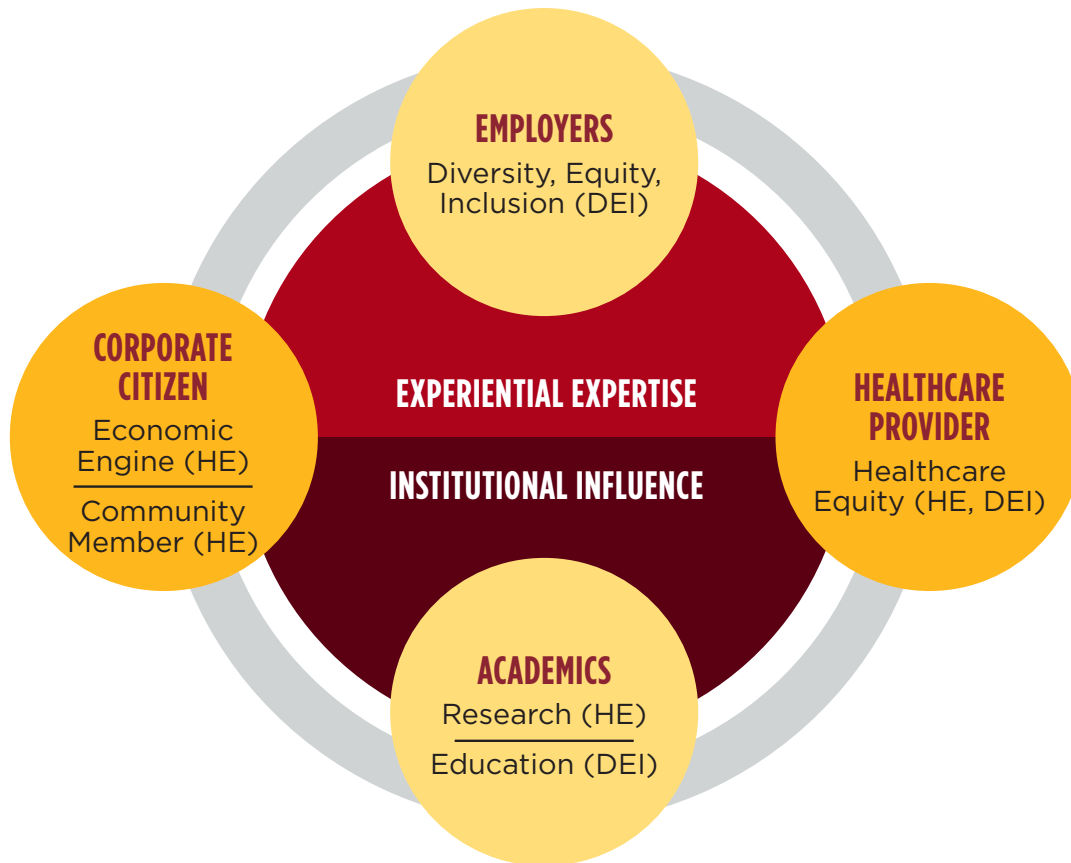 EMPLOYERS
Diversity, Equity,
Inclusion (DEI)
CORPORATE
CITIZEN
Economic
Engine (HE)
Community
Member (HE)
EXPERIENTIAL EXPERTISE
INSTITUTIONAL INFLUENCE
HEALTHCARE
PROVIDER
Healthcare
Equity (HE, DEI)
ACADEMICS
Research (HE)
Education (DEI)